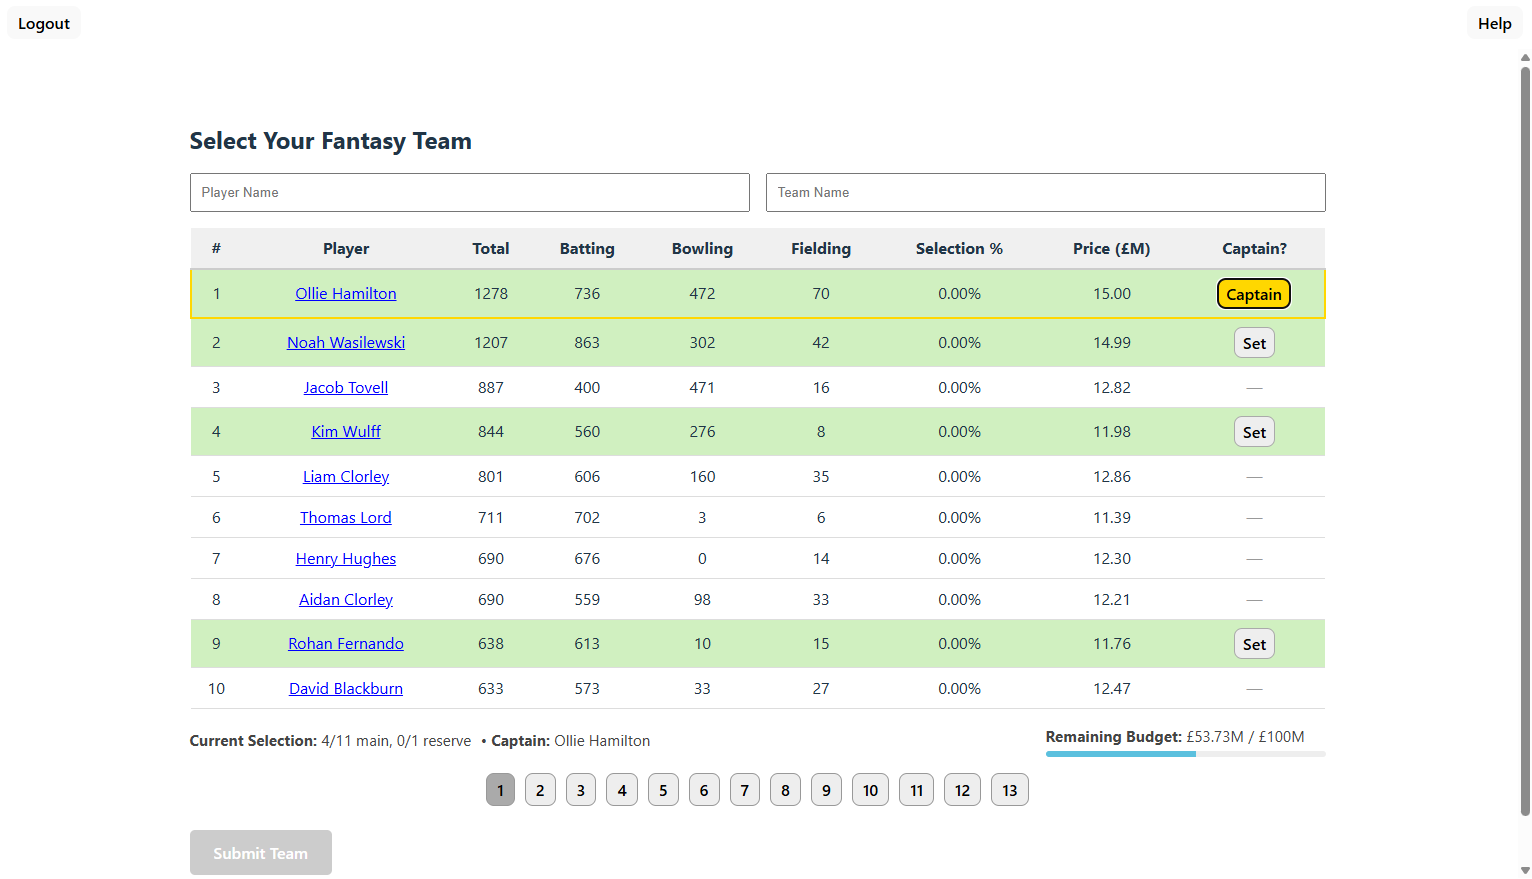 Logout
Help
Select Your Fantasy Team
Player Name
Team Name
# Player Total Batting Bowling Fielding Selection % Price (£M) Captain?
1 Ollie Hamilton 1278 736 472 70 0.00% 15.00 Captain
2 Noah Wasilewski 1207 863 302 42 0.00% 14.99 Set
3 Jacob Tovell 887 400 471 16 0.00% 12.82 —
4 Kim Wulff 844 560 276 8 0.00% 11.98 Set
5 Liam Clorley 801 606 160 35 0.00% 12.86 —
6 Thomas Lord 711 702 3 6 0.00% 11.39 —
7 Henry Hughes 690 676 0 14 0.00% 12.30 —
8 Aidan Clorley 690 559 98 33 0.00% 12.21 —
9 Rohan Fernando 638 613 10 15 0.00% 11.76 Set
10 David Blackburn 633 573 33 27 0.00% 12.47 —
Current Selection: 4/11 main, 0/1 reserve • Captain: Ollie Hamilton
Remaining Budget: £53.73M / £100M
1 2 3 4 5 6 7 8 9 10 11 12 13
Submit Team